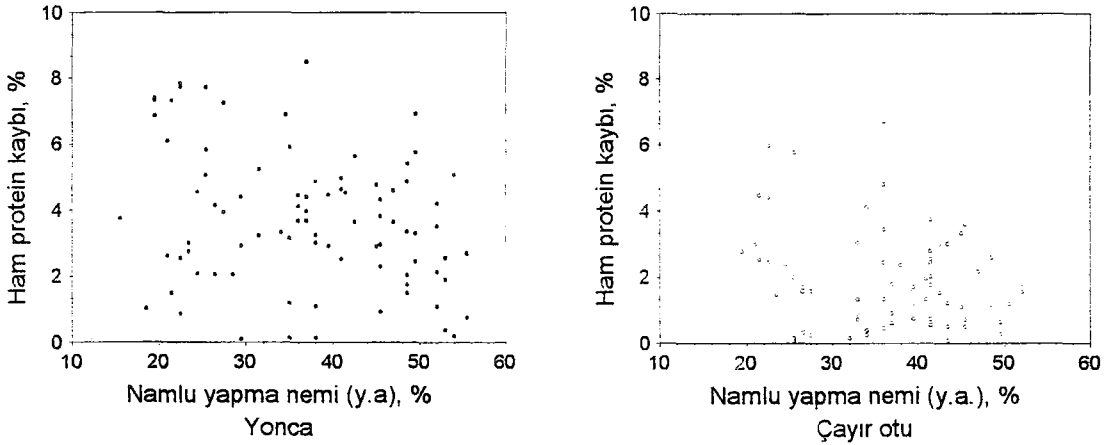 10
8
6
4
2
0
Ham protein kaybı, %
10 20 30 40 50 60
Namlu yapma nemi (y.a), %
Yonca
10
8
6
4
2
0
Ham protein kaybı, %
10 20 30 40 50 60
Namlu yapma nemi (y.a.), %
Çayır otu